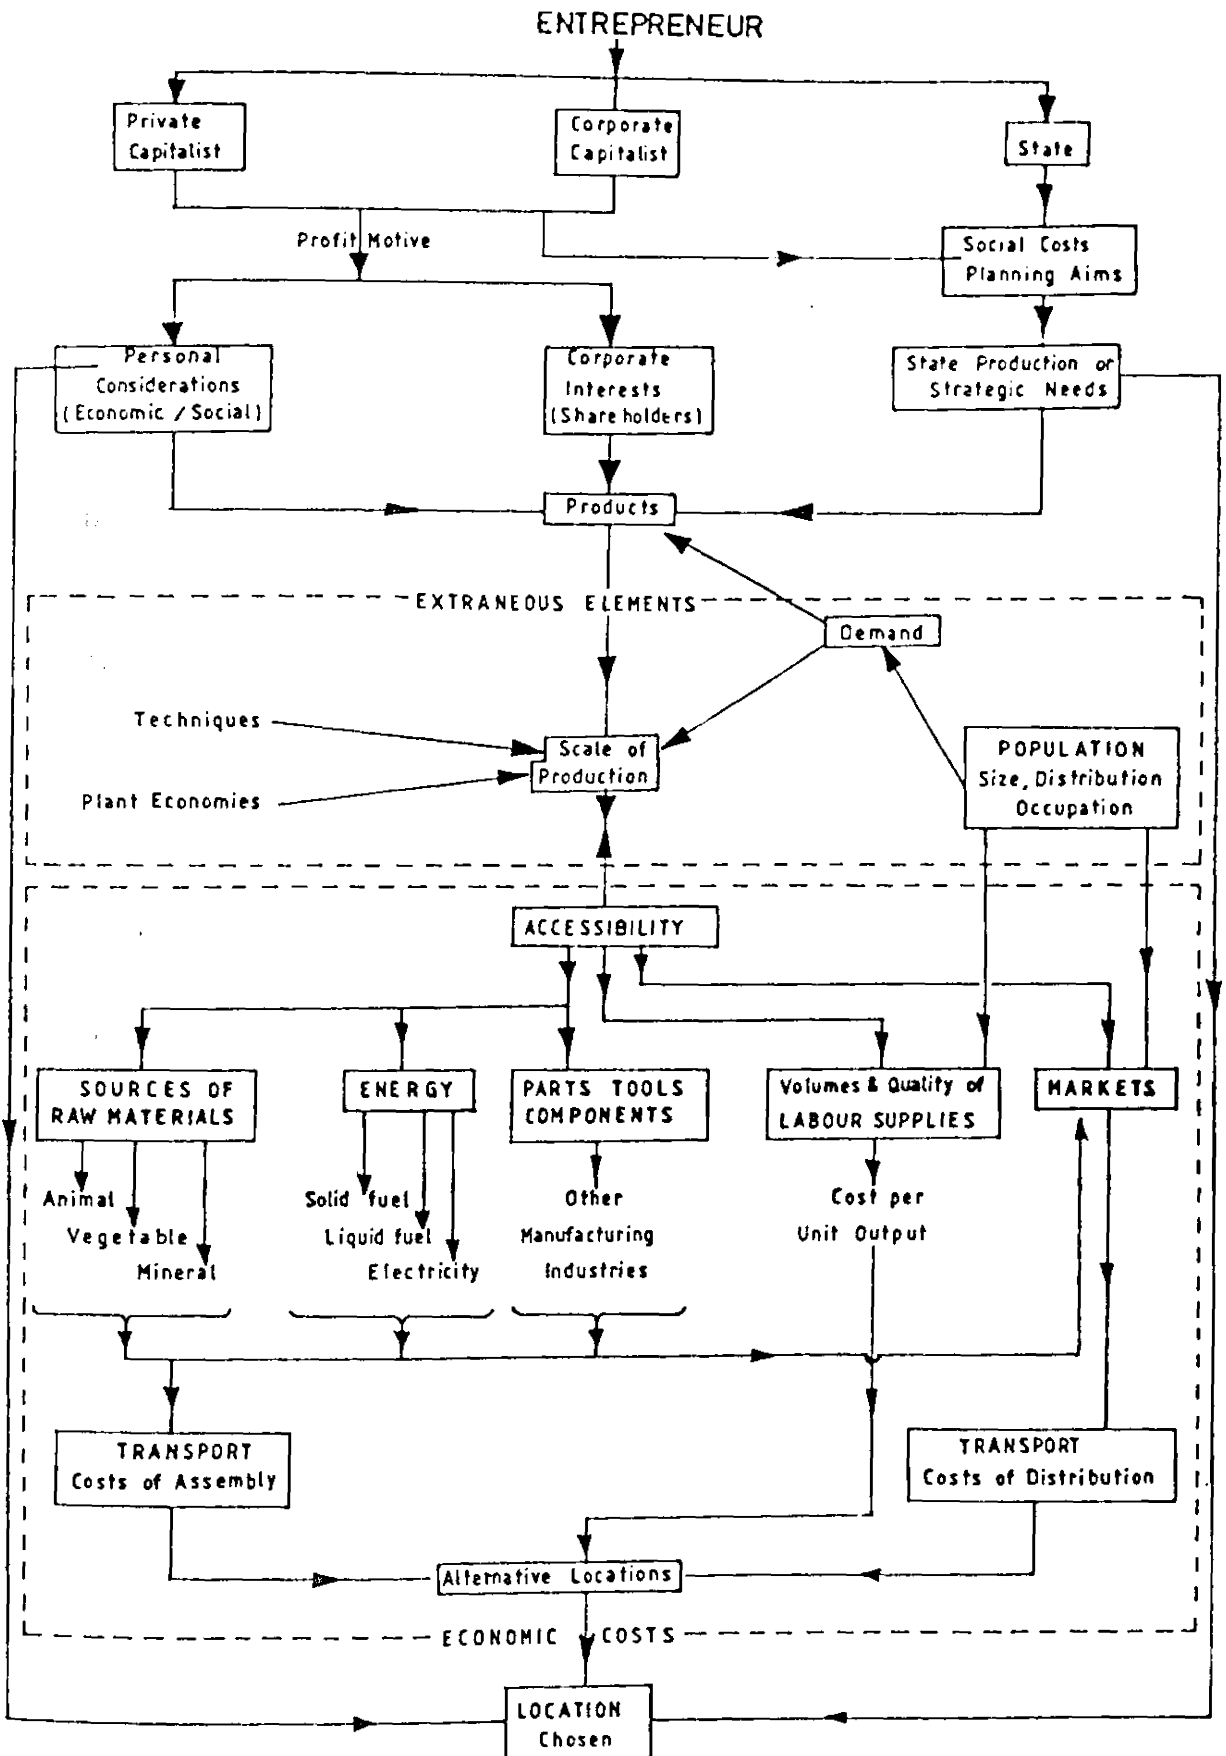 ENTREPRENEUR
Private
Capitalist
Corporate
Capitalist
State
Profit Motive
Social Costs
Planning Aims
Personal
Considerations
(Economic / Social)
Corporate
Interests
(Shareholders)
State Production or
Strategic Needs
Products
EXTRANEOUS ELEMENTS
Demand
Techniques
Scale of
Production
Plant Economies
POPULATION
Size, Distribution
Occupation
ACCESSIBILITY
SOURCES OF
RAW MATERIALS
ENERGY
PARTS TOOLS
COMPONENTS
Volumes & Quality of
LABOUR SUPPLIES
MARKETS
Animal
Vegetable
Mineral
Solid fuel
Liquid fuel
Electricity
Other
Manufacturing
Industries
Cost per
Unit Output
TRANSPORT
Costs of Assembly
TRANSPORT
Costs of Distribution
Alternative Locations
ECONOMIC COSTS
LOCATION
Chosen